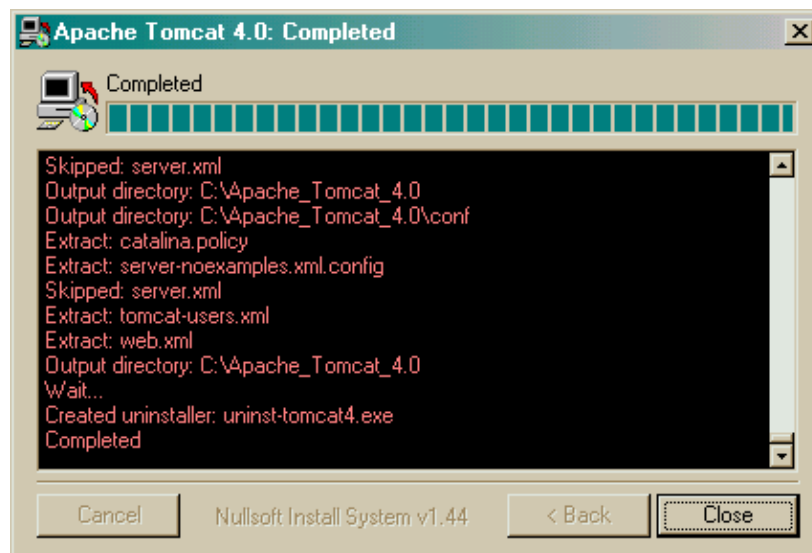 Apache Tomcat 4.0: Completed
Completed
Skipped: server.xml
Output directory: C:\Apache_Tomcat_4.0
Output directory: C:\Apache_Tomcat_4.0\conf
Extract: catalina.policy
Extract: server-noexamples.xml.config
Skipped: server.xml
Extract: tomcat-users.xml
Extract: web.xml
Output directory: C:\Apache_Tomcat_4.0
Wait...
Created uninstaller: uninst-tomcat4.exe
Completed
Cancel Nullsoft Install System v1.44 < Back Close